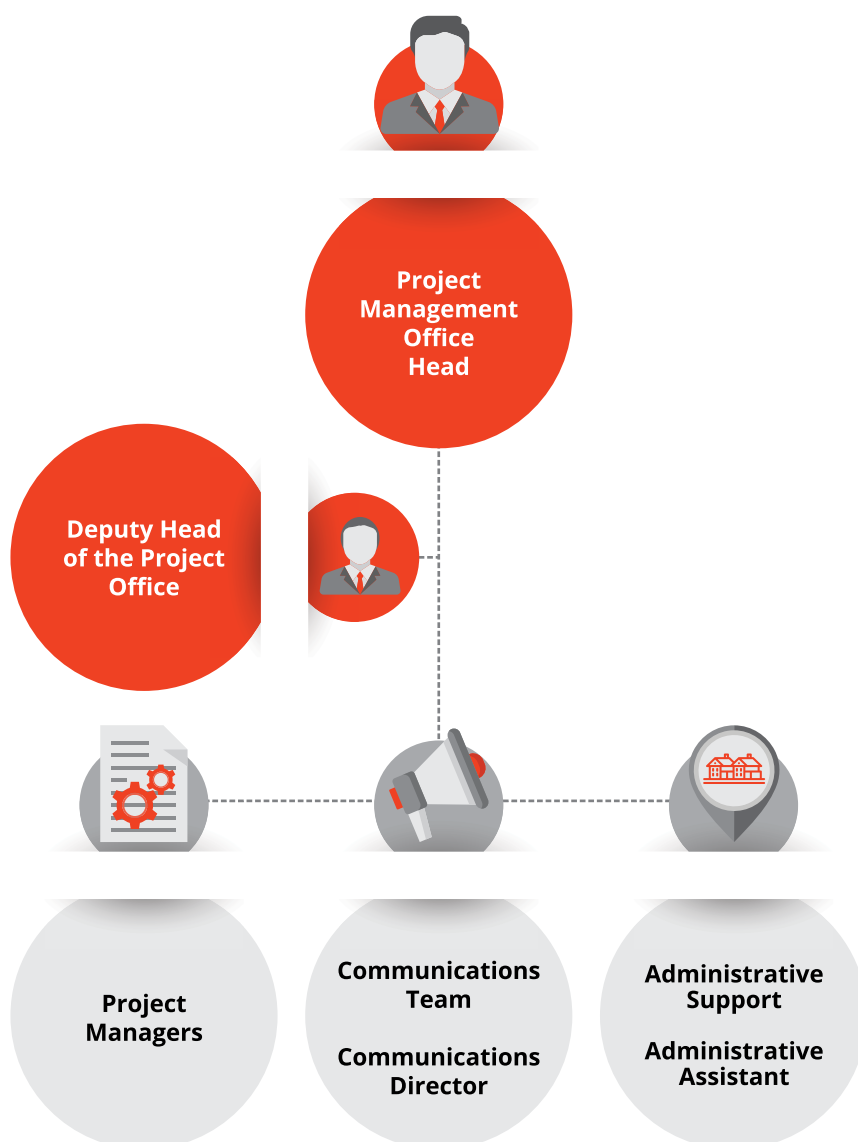 Project
Management
Office
Head
Deputy Head
of the Project
Office
Project
Managers
Communications
Team
Communications
Director
Administrative
Support
Administrative
Assistant